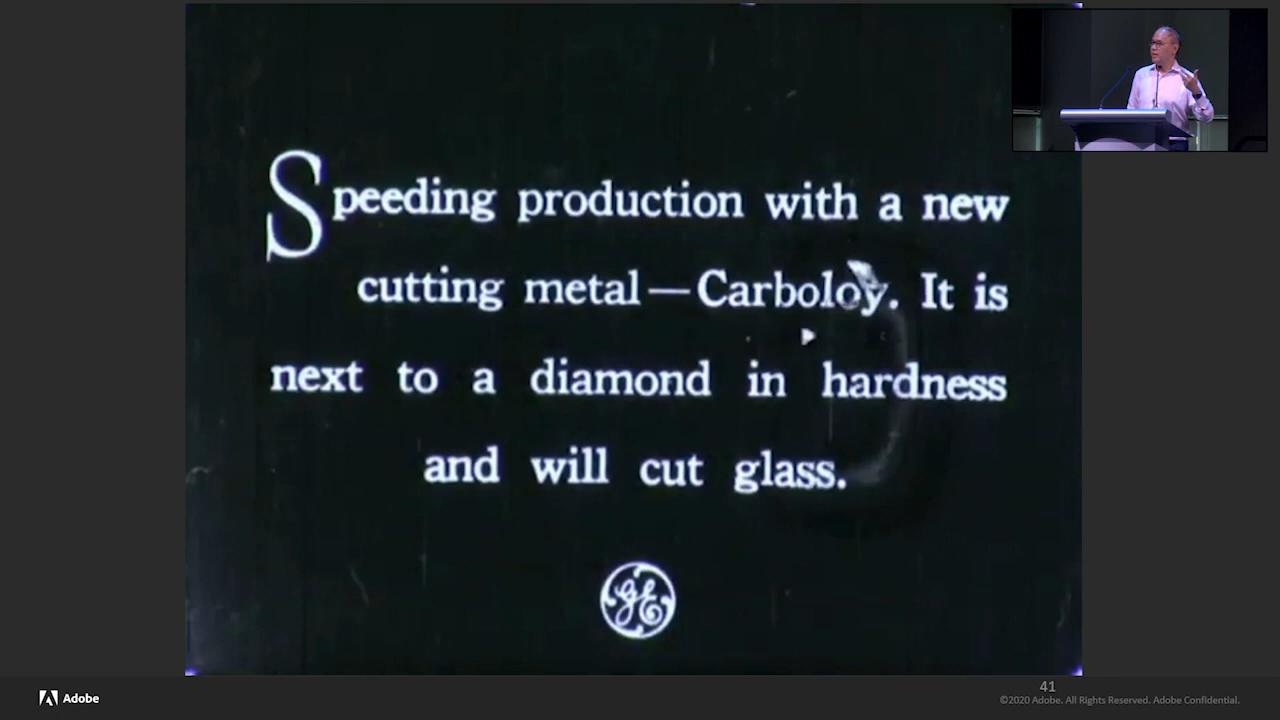 Speeding production with a new
cutting metal — Carboloy. It is
next to a diamond in hardness
and will cut glass.
GE
Adobe
41
©2020 Adobe. All Rights Reserved. Adobe Confidential.